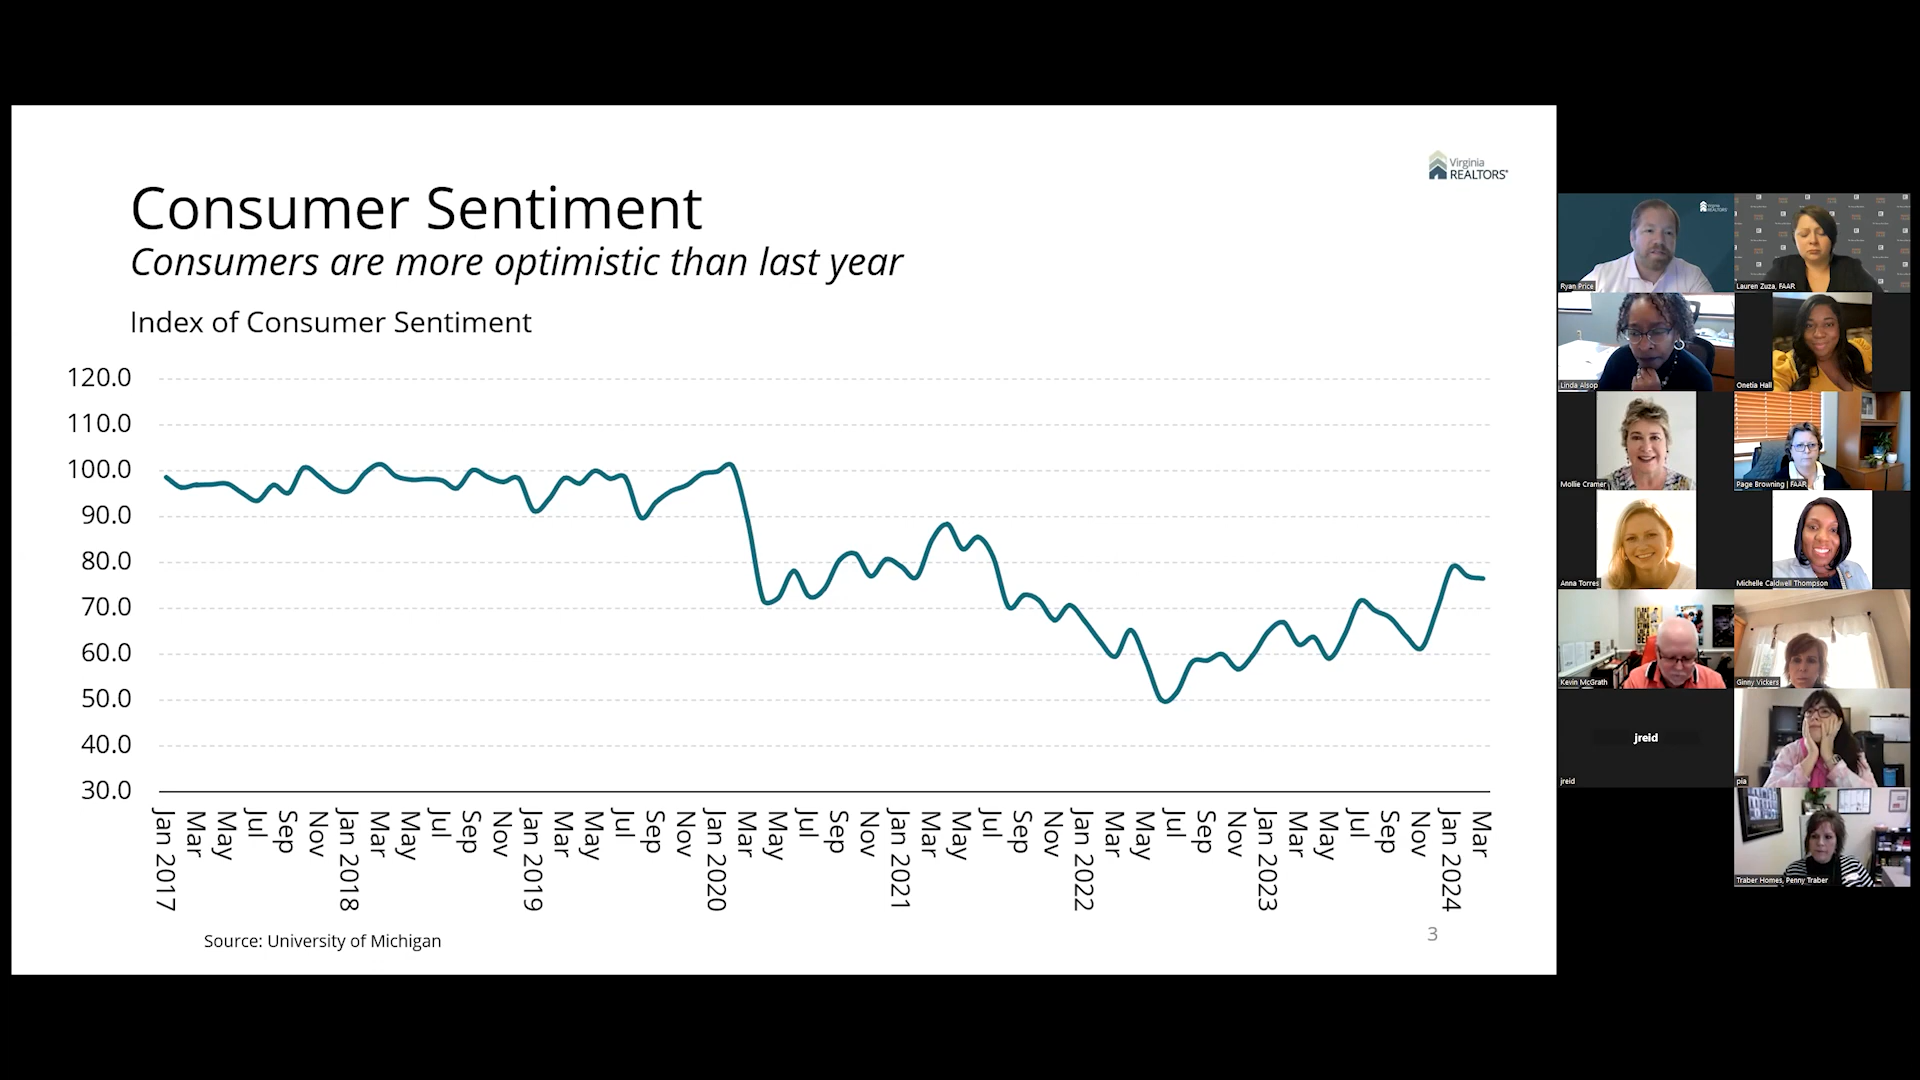 Virginia
REALTORS®
Consumer Sentiment
Consumers are more optimistic than last year
Index of Consumer Sentiment
120.0
110.0
100.0
90.0
80.0
70.0
60.0
50.0
40.0
30.0
Jan 2017
Mar
May
Jul
Sep
Nov
Jan 2018
Mar
May
Jul
Sep
Nov
Jan 2019
Mar
May
Jul
Sep
Nov
Jan 2020
Mar
May
Jul
Sep
Nov
Jan 2021
Mar
May
Jul
Sep
Nov
Jan 2022
Mar
May
Jul
Sep
Nov
Jan 2023
Mar
May
Jul
Sep
Nov
Jan 2024
Mar
Source: University of Michigan
3
Ryan Price
Lauren Zuza, FAAR
Linda Alsop
Onetia Hall
Mollie Cramer
Page Browning | FAAR
Anna Torres
Michelle Caldwell Thompson
Kevin McGrath
Ginny Vickers
jreid
jreid
pia
Traber Homes, Penny Traber